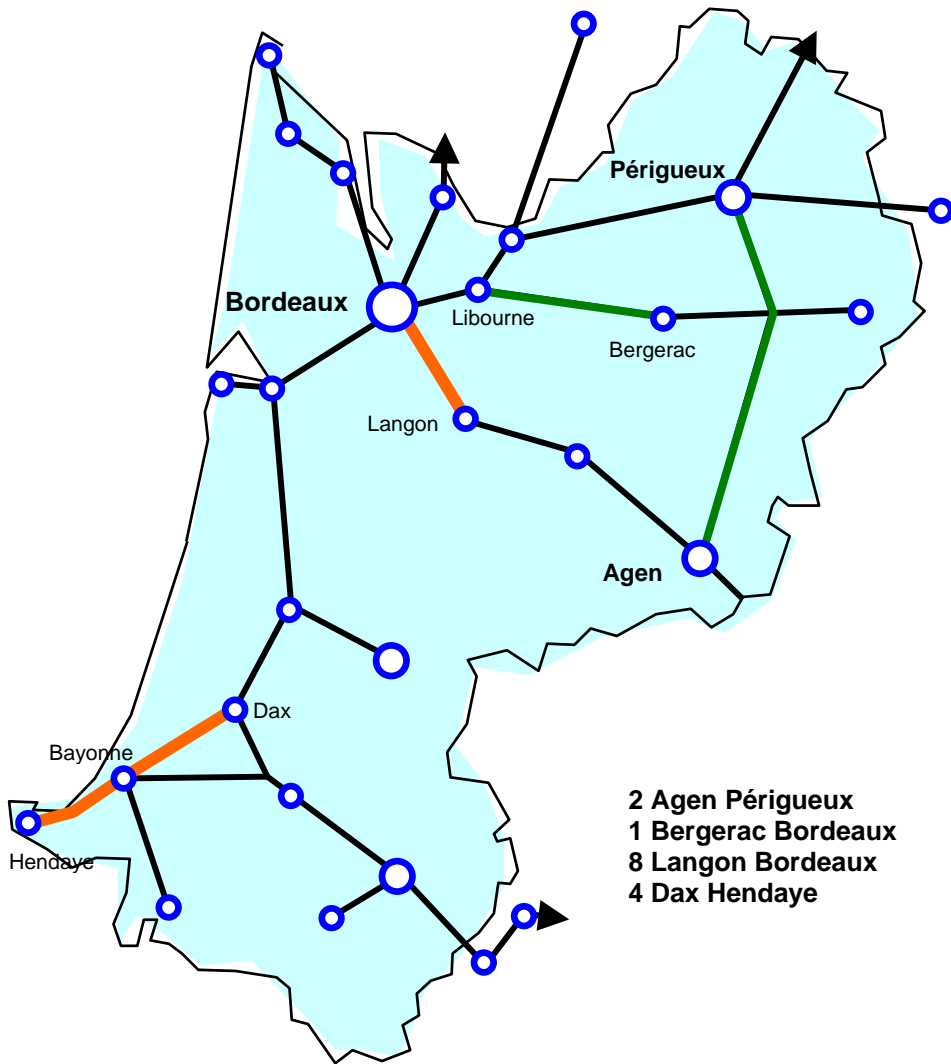 Périgueux
Bordeaux
Libourne
Bergerac
Langon
Agen
Dax
Bayonne
Hendaye
2 Agen Périgueux
1 Bergerac Bordeaux
8 Langon Bordeaux
4 Dax Hendaye